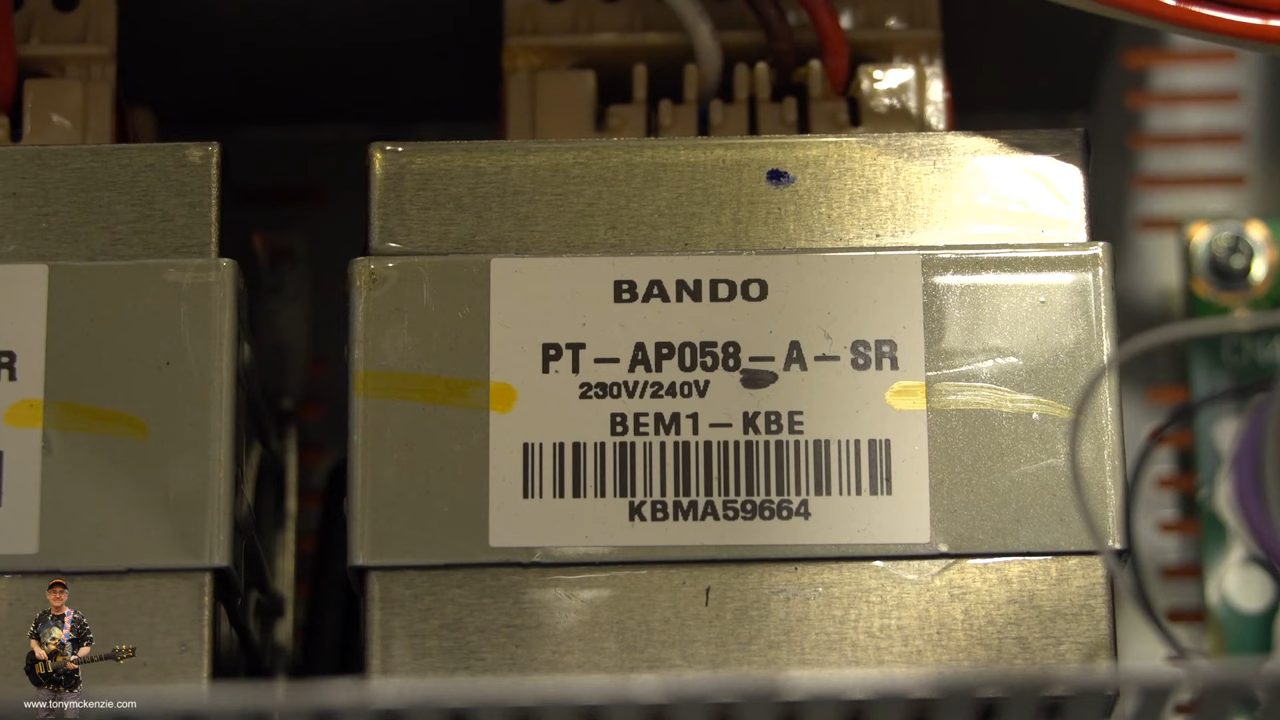 BANDO
PT-AP058-A-SR
230V/240V
BEM1-KBE
KBMA59664
R
www.tonymckenzie.com